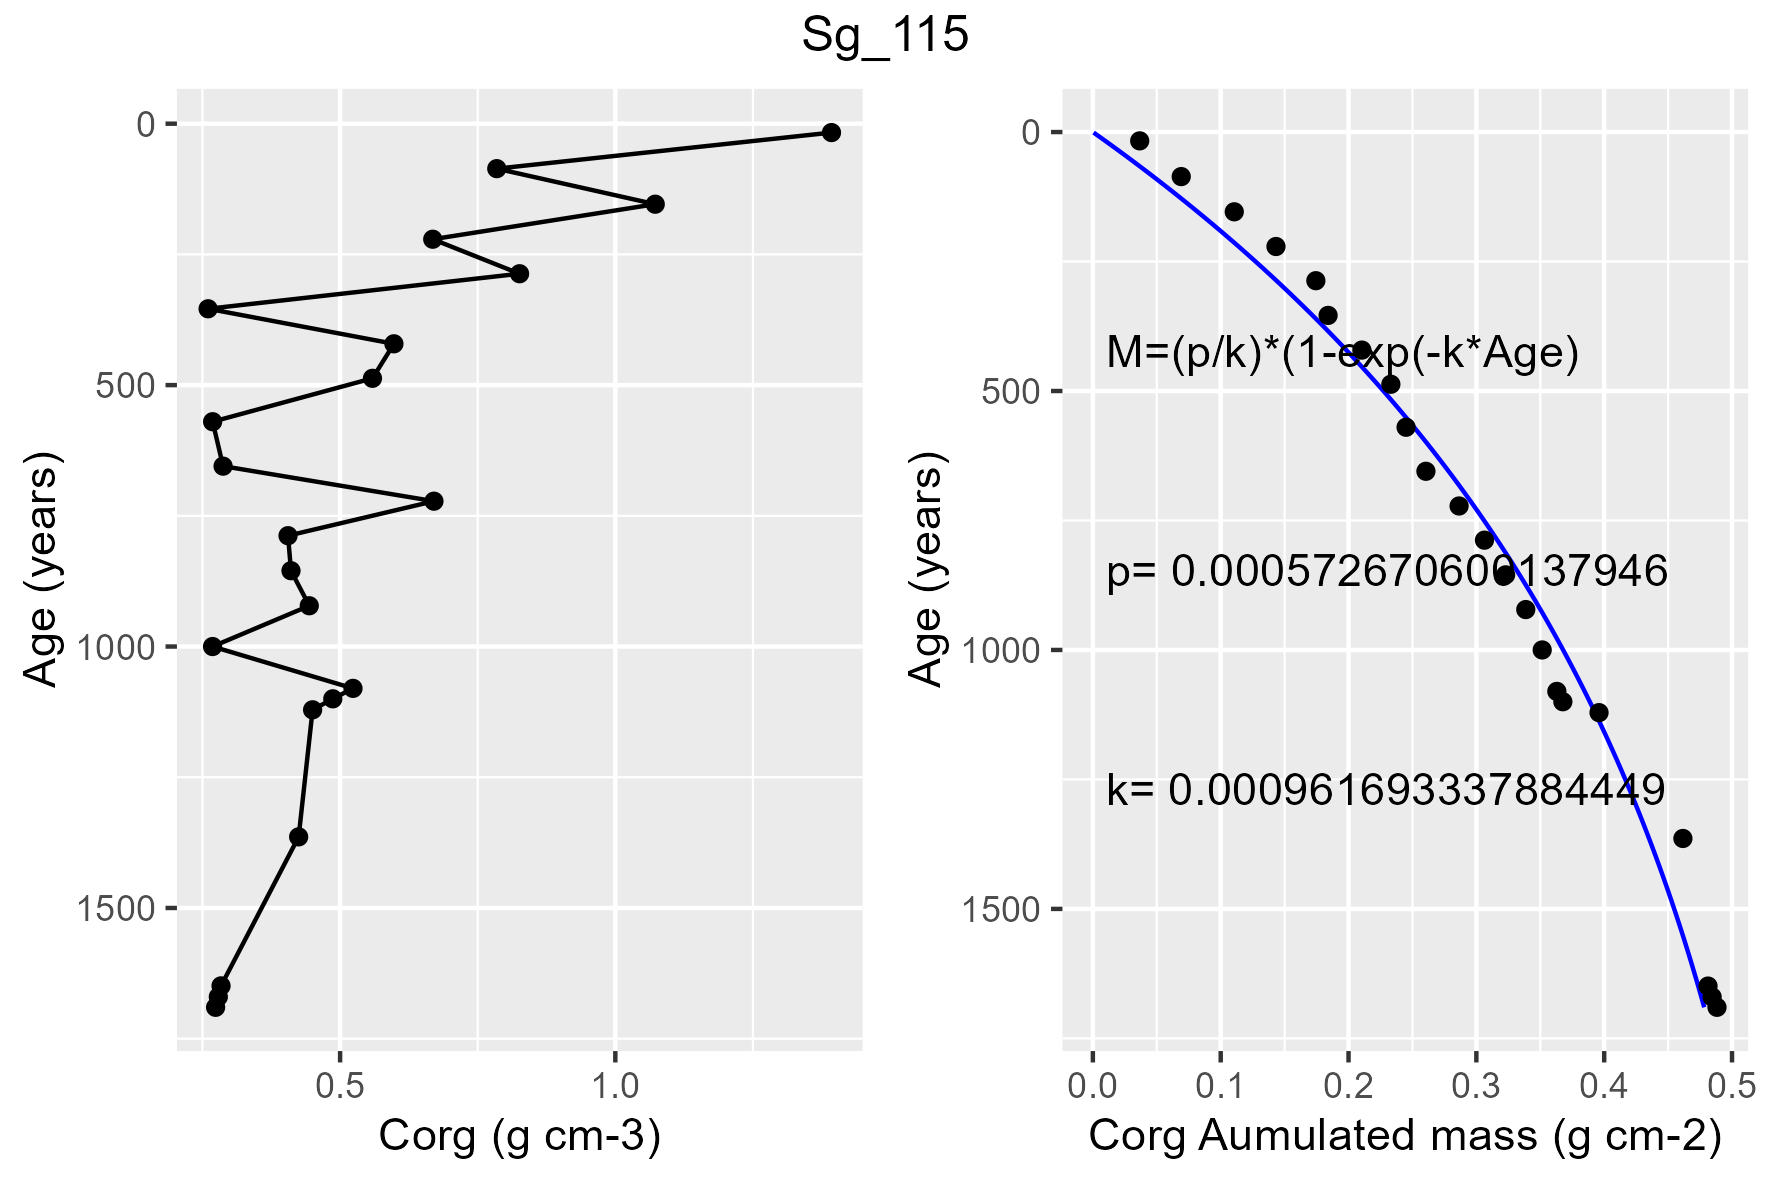 Sg_115
0
500
1000
1500
Age (years)
0.5 1.0
Corg (g cm-3)
0
500
1000
1500
Age (years)
M=(p/k)*(1-exp(-k*Age)
p= 0.000572670600137946
k= 0.000961693337884449
0.0 0.1 0.2 0.3 0.4 0.5
Corg Aumulated mass (g cm-2)